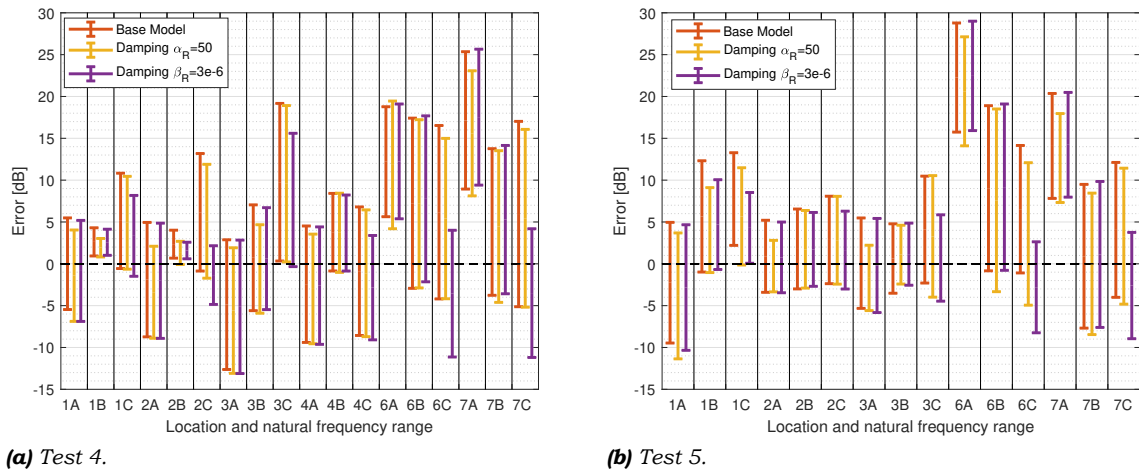 30
25
20
15
10
5
0
-5
-10
-15
Error [dB]
Base Model
Damping α_R=50
Damping β_R=3e-6
1A 1B 1C 2A 2B 2C 3A 3B 3C 4A 4B 4C 6A 6B 6C 7A 7B 7C
Location and natural frequency range
(a) Test 4.
30
25
20
15
10
5
0
-5
-10
-15
Error [dB]
Base Model
Damping α_R=50
Damping β_R=3e-6
1A 1B 1C 2A 2B 2C 3A 3B 3C 6A 6B 6C 7A 7B 7C
Location and natural frequency range
(b) Test 5.